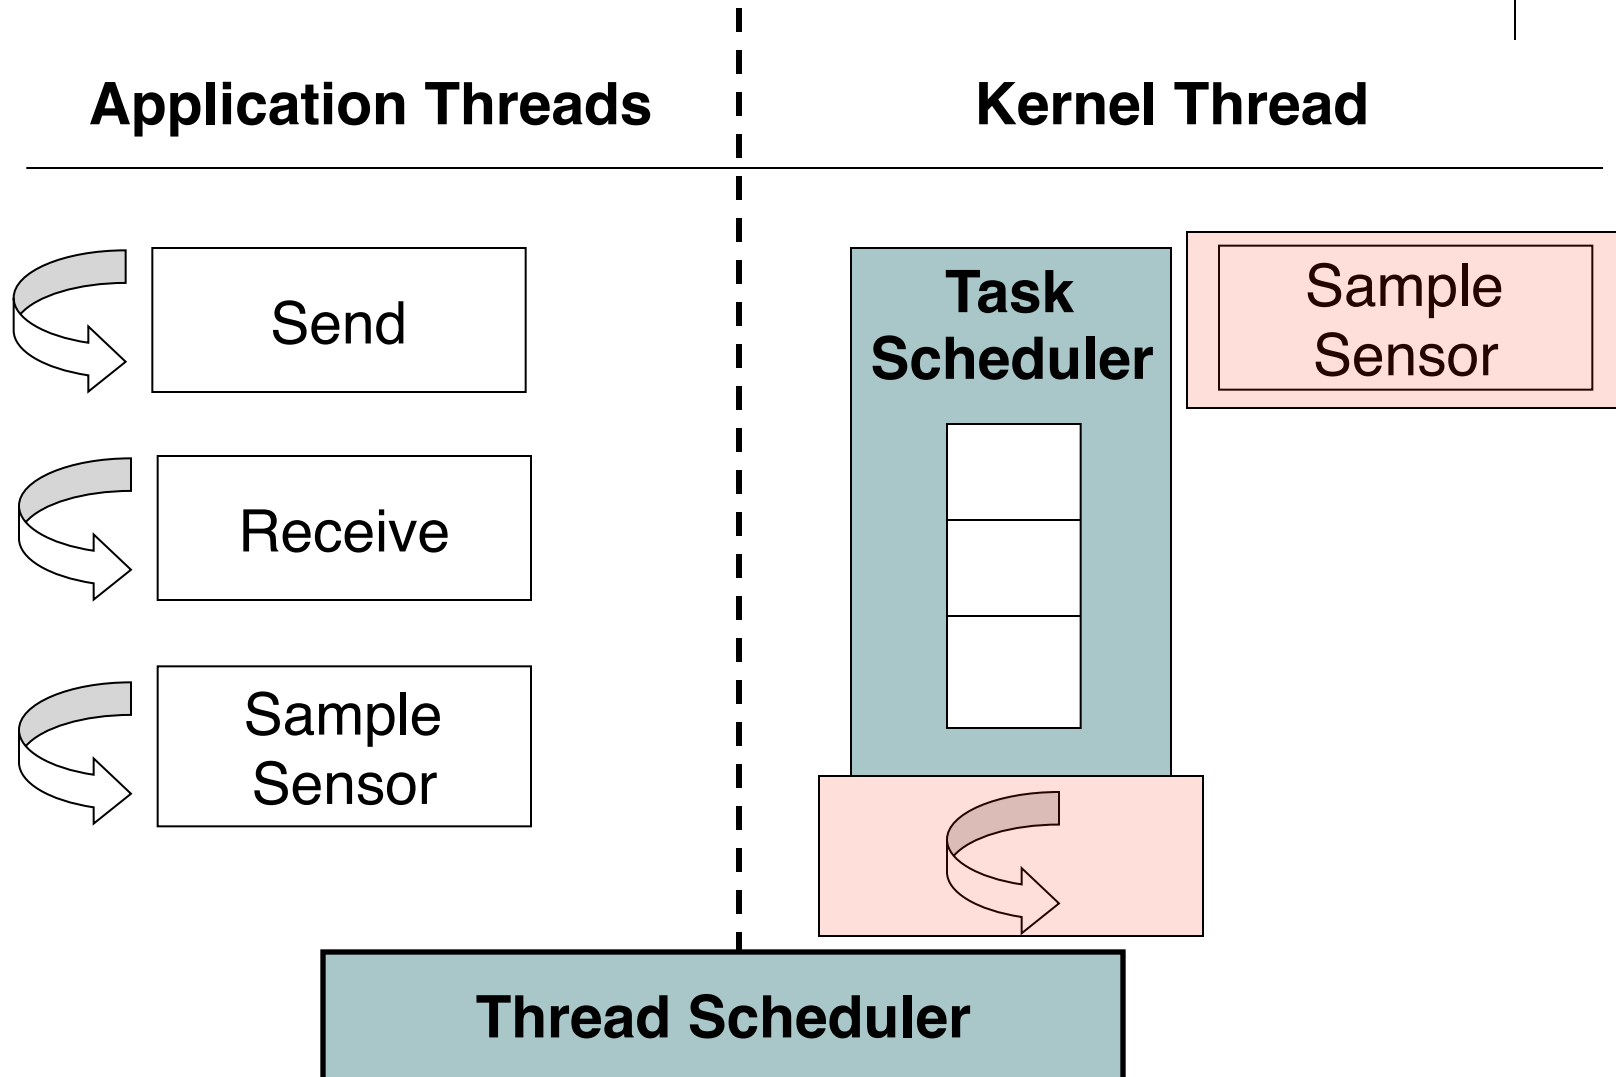 Application Threads
Kernel Thread
Send
Receive
Sample
Sensor
Task
Scheduler
Sample
Sensor
Thread Scheduler